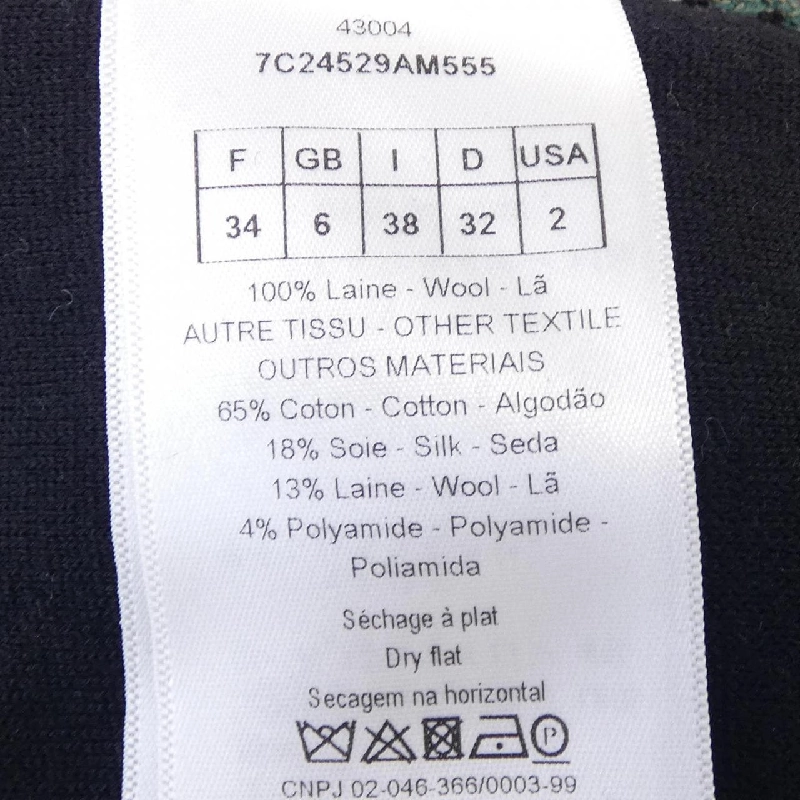 43004
7C24529AM555
F GB I D USA
34 6 38 32 2
100% Laine - Wool - Lã
AUTRE TISSU - OTHER TEXTILE
OUTROS MATERIAIS
65% Coton - Cotton - Algodão
18% Soie - Silk - Seda
13% Laine - Wool - Lã
4% Polyamide - Polyamide -
Poliamida
Séchage à plat
Dry flat
Secagem na horizontal
P
CNPJ 02-046-366/0003-99